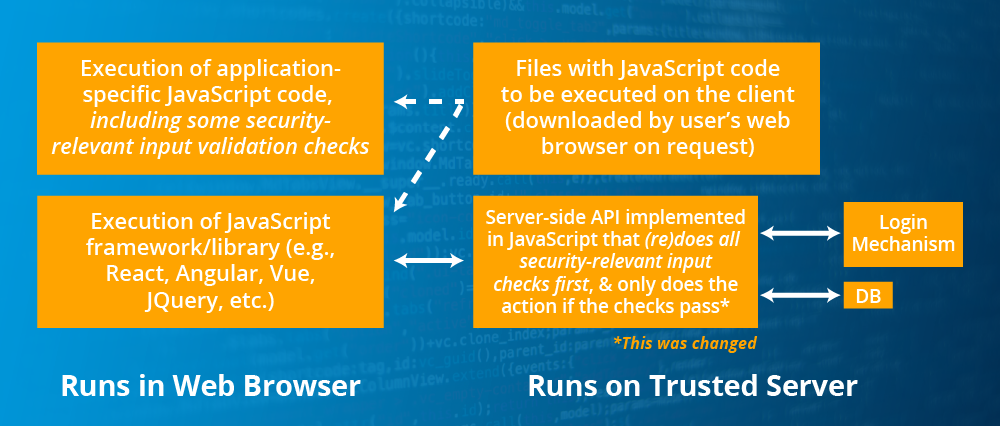 Execution of application-
specific JavaScript code,
including some security-
relevant input validation checks
Files with JavaScript code
to be executed on the client
(downloaded by user’s web
browser on request)
Execution of JavaScript
framework/library (e.g.,
React, Angular, Vue,
JQuery, etc.)
Server-side API implemented
in JavaScript that (re)does all
security-relevant input
checks first, & only does the
action if the checks pass*
Login
Mechanism
DB
*This was changed
Runs in Web Browser
Runs on Trusted Server